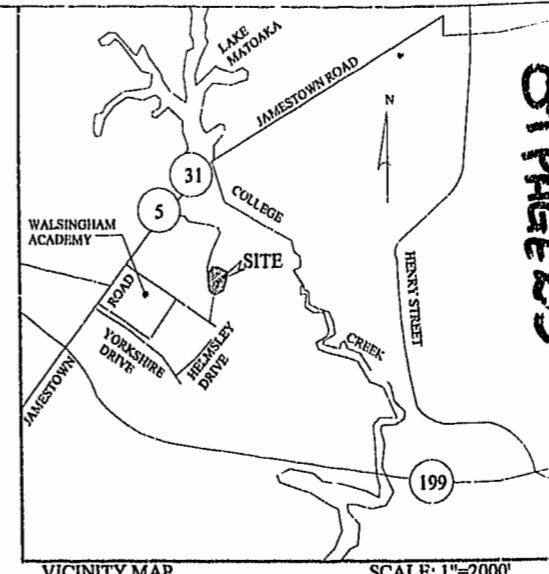 LAKE
MATOAKA
JAMESTOWN ROAD
N
31
5
COLLEGE
WALSINGHAM
ACADEMY
SITE
ROAD
YORKSHIRE
DRIVE
HELMSLEY
DRIVE
HENRY STREET
CREEK
JAMESTOWN
199
VICINITY MAP
SCALE: 1"=2000'